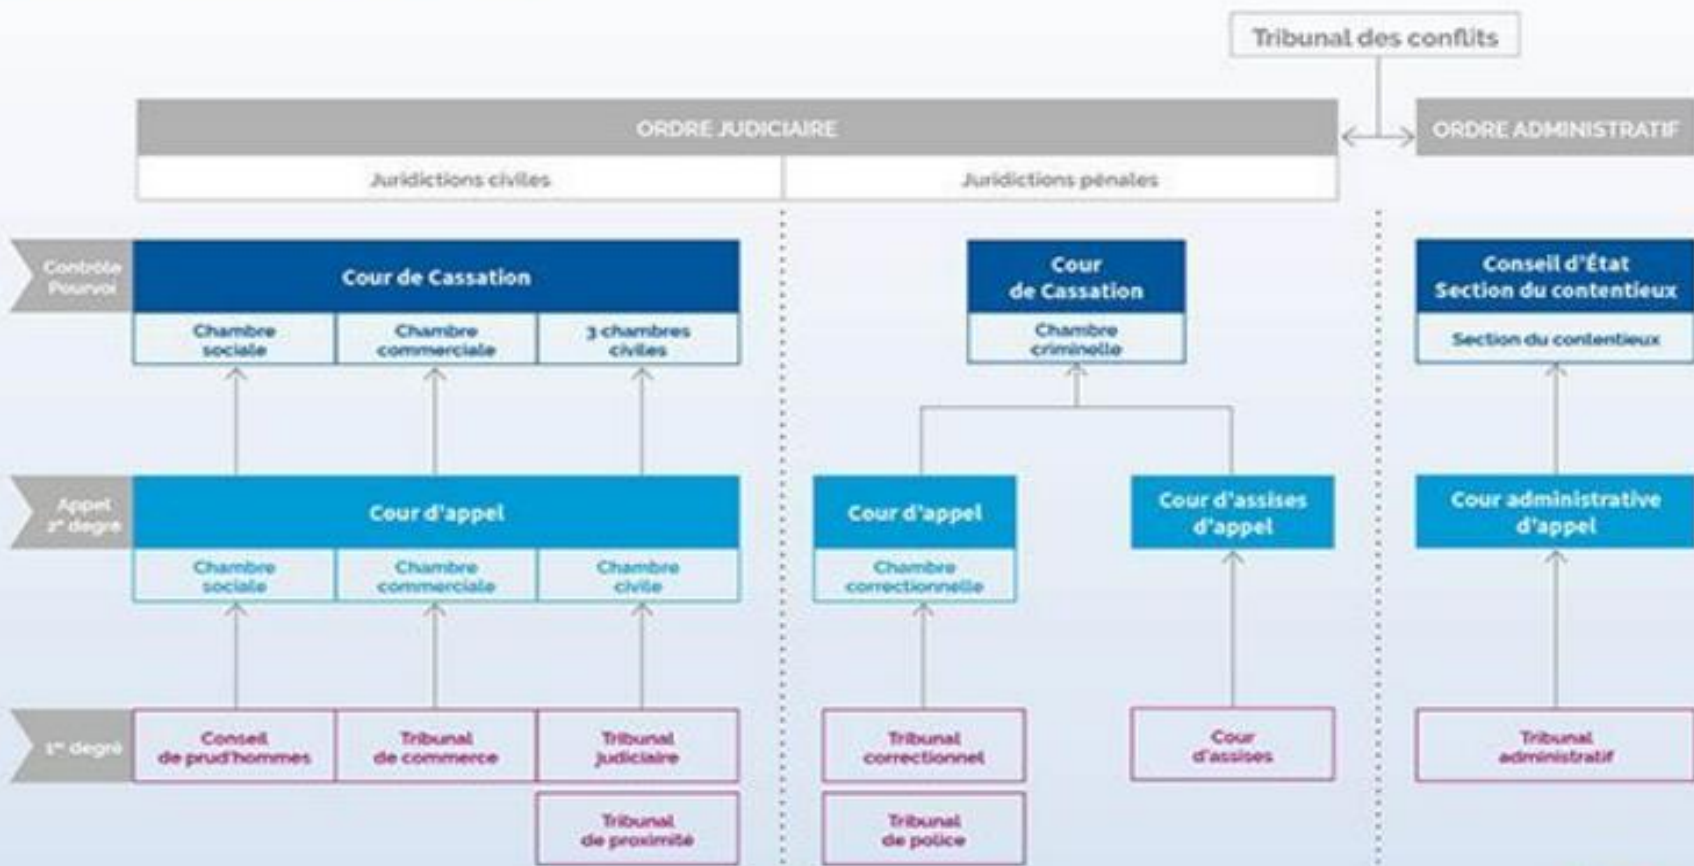 Tribunal des conflits
ORDRE JUDICIAIRE
ORDRE ADMINISTRATIF
Juridictions civiles
Juridictions pénales
Contrôle
Pourvoi
Cour de Cassation
Cour
de Cassation
Conseil d'État
Section du contentieux
Chambre
sociale
Chambre
commerciale
3 chambres
civiles
Chambre
criminelle
Section du contentieux
Appel
2e degré
Cour d'appel
Cour d'appel
Cour d'assises
d'appel
Cour administrative
d'appel
Chambre
sociale
Chambre
commerciale
Chambre
civile
Chambre
correctionnelle
1er degré
Conseil
de prud'hommes
Tribunal
de commerce
Tribunal
judiciaire
Tribunal
correctionnel
Cour
d'assises
Tribunal
administratif
Tribunal
de proximité
Tribunal
de police